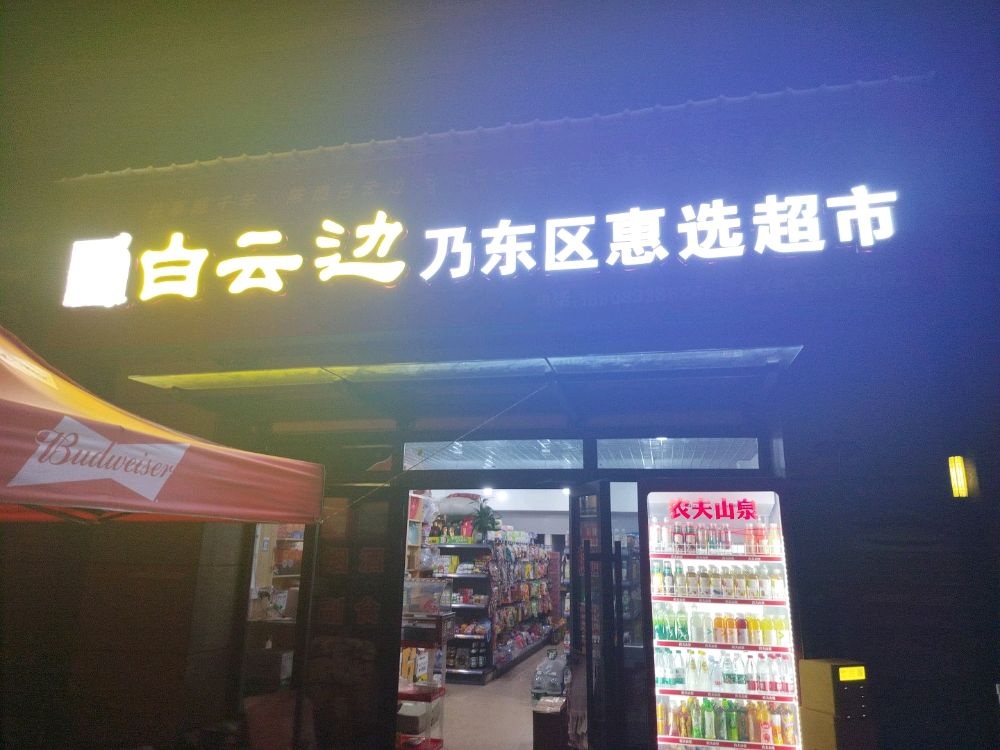 白云边 乃东区惠选超市
Budweiser
农夫山泉